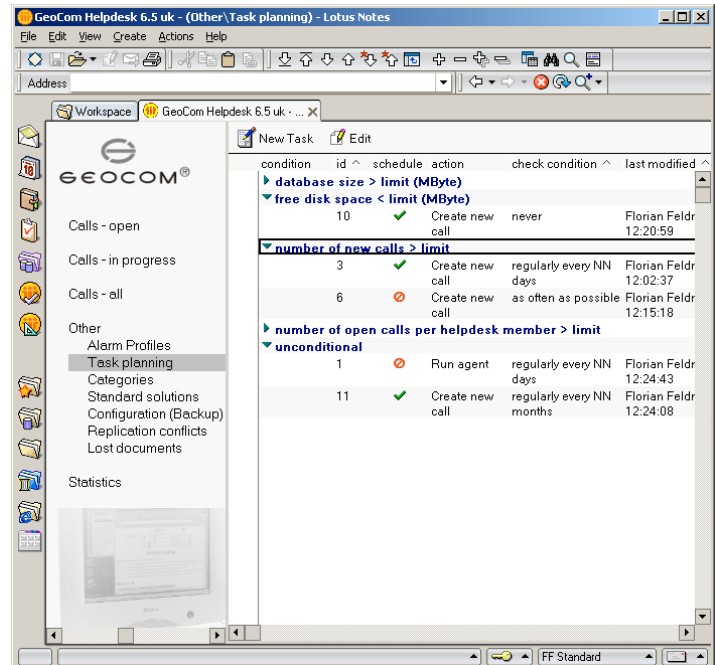 GeoCom Helpdesk 6.5 uk - (Other\Task planning) - Lotus Notes
File Edit View Create Actions Help
Address
Workspace GeoCom Helpdesk 6.5 uk - ... X
New Task Edit
GEOCOM®
Calls - open
Calls - in progress
Calls - all
Other
Alarm Profiles
Task planning
Categories
Standard solutions
Configuration (Backup)
Replication conflicts
Lost documents
Statistics
condition id ^ schedule action check condition ^ last modified ^
database size > limit (MByte)
free disk space < limit (MByte)
10 Create new never Florian Feldr
call 12:20:59
number of new calls > limit
3 Create new regularly every NN Florian Feldr
call days 12:02:37
6 Create new as often as possible Florian Feldr
call 12:15:18
number of open calls per helpdesk member > limit
unconditional
1 Run agent regularly every NN Florian Feldr
days 12:24:43
11 Create new regularly every NN Florian Feldr
call months 12:24:08
FF Standard